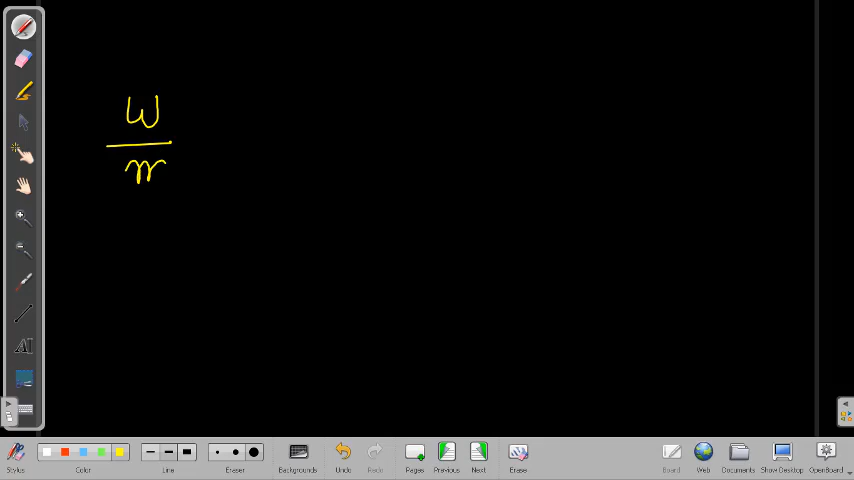 ω
π
Stylus
Color
Line
Eraser
Backgrounds
Undo
Redo
Pages
Previous
Next
Erase
Board
Web
Documents
Show Desktop
OpenBoard